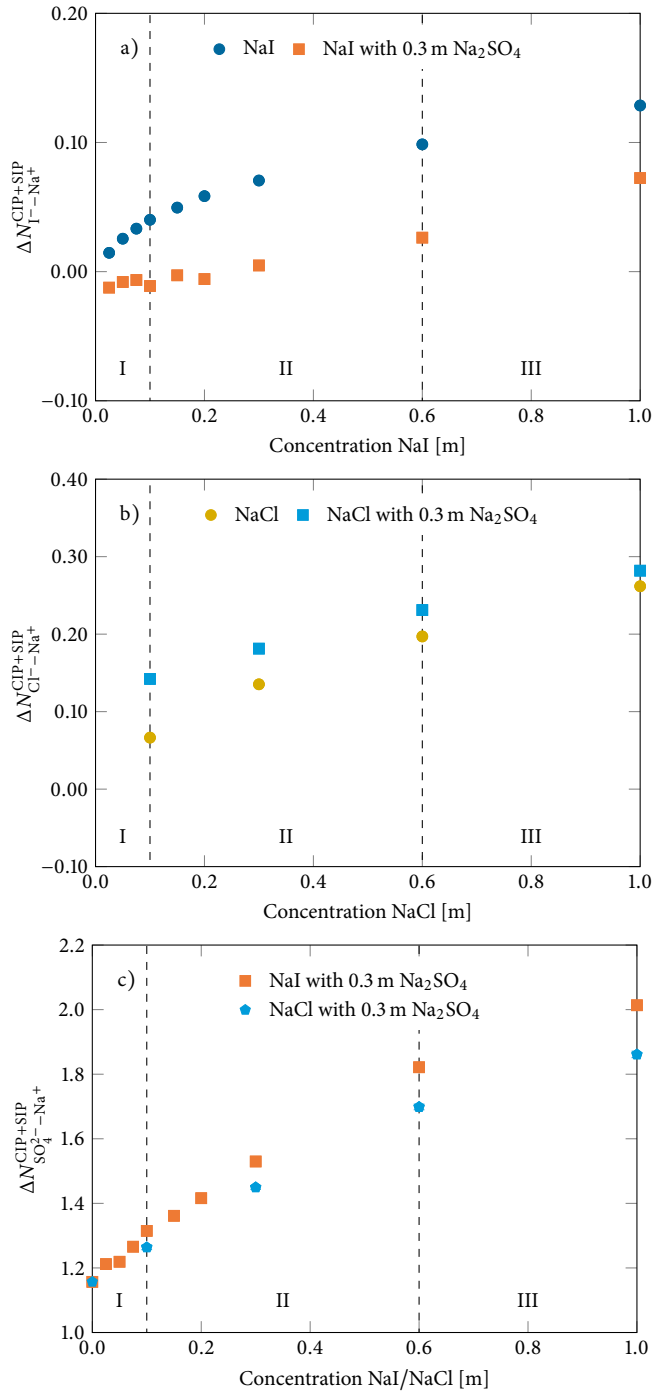 0.20
a)
NaI
NaI with 0.3 m Na₂SO₄
0.10
0.00
−0.10
ΔN^{CIP+SIP}_{I⁻−Na⁺}
I
II
III
0.0
0.2
0.4
0.6
0.8
1.0
Concentration NaI [m]
0.40
b)
NaCl
NaCl with 0.3 m Na₂SO₄
0.30
0.20
0.10
0.00
−0.10
ΔN^{CIP+SIP}_{Cl⁻−Na⁺}
I
II
III
0.0
0.2
0.4
0.6
0.8
1.0
Concentration NaCl [m]
2.2
c)
NaI with 0.3 m Na₂SO₄
NaCl with 0.3 m Na₂SO₄
2.0
1.8
1.6
1.4
1.2
1.0
ΔN^{CIP+SIP}_{SO₄²⁻−Na⁺}
I
II
III
0.0
0.2
0.4
0.6
0.8
1.0
Concentration NaI/NaCl [m]